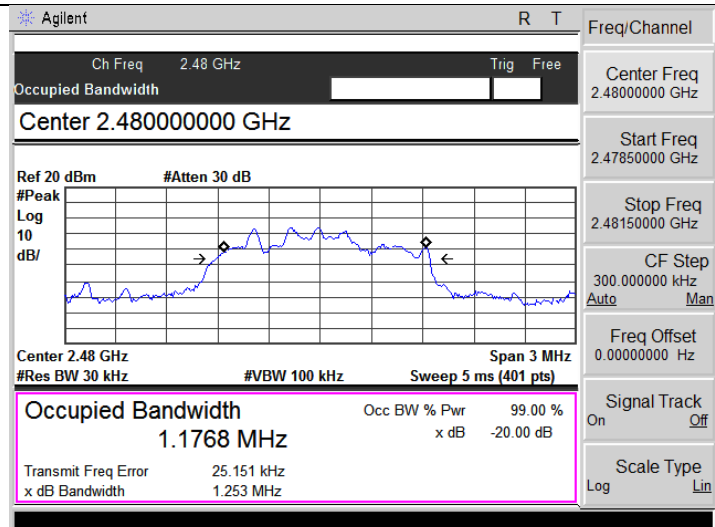 Agilent R T
Ch Freq 2.48 GHz Trig Free
Occupied Bandwidth
Center 2.480000000 GHz
Ref 20 dBm #Atten 30 dB
#Peak
Log
10
dB/
Center 2.48 GHz Span 3 MHz
#Res BW 30 kHz #VBW 100 kHz Sweep 5 ms (401 pts)
Occupied Bandwidth Occ BW % Pwr 99.00 %
1.1768 MHz x dB -20.00 dB
Transmit Freq Error 25.151 kHz
x dB Bandwidth 1.253 MHz
Freq/Channel
Center Freq
2.48000000 GHz
Start Freq
2.47850000 GHz
Stop Freq
2.48150000 GHz
CF Step
300.000000 kHz
Auto Man
Freq Offset
0.00000000 Hz
Signal Track
On Off
Scale Type
Log Lin